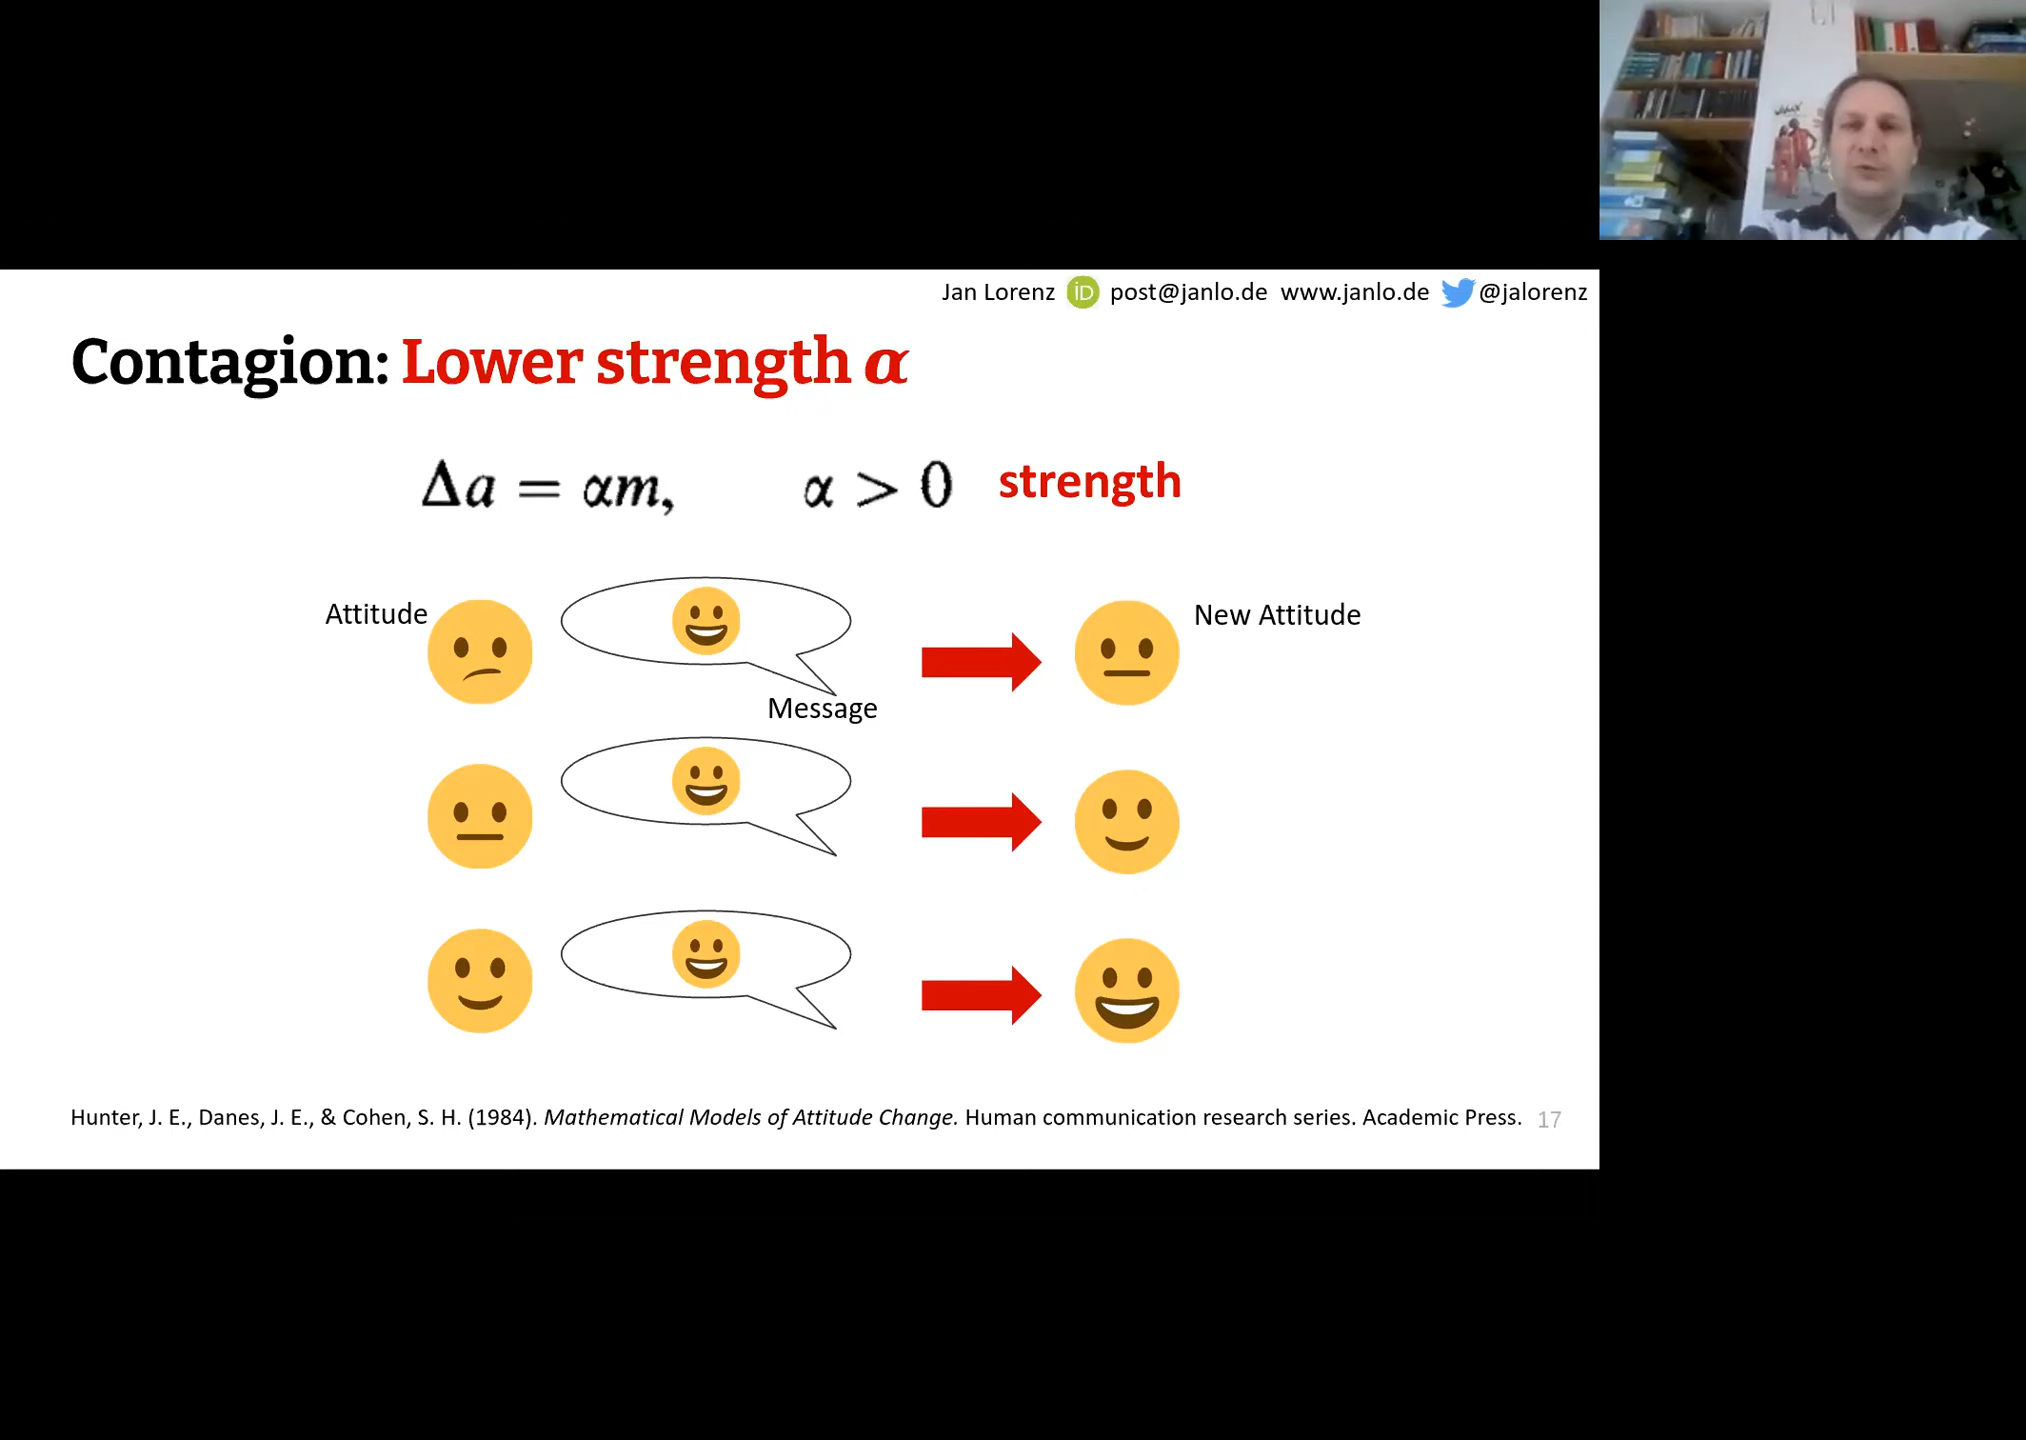 Jan Lorenz iD post@janlo.de www.janlo.de @jalorenz
Contagion: Lower strength α
Δa = αm, α > 0 strength
Attitude
New Attitude
Message
Hunter, J. E., Danes, J. E., & Cohen, S. H. (1984). Mathematical Models of Attitude Change. Human communication research series. Academic Press. 17